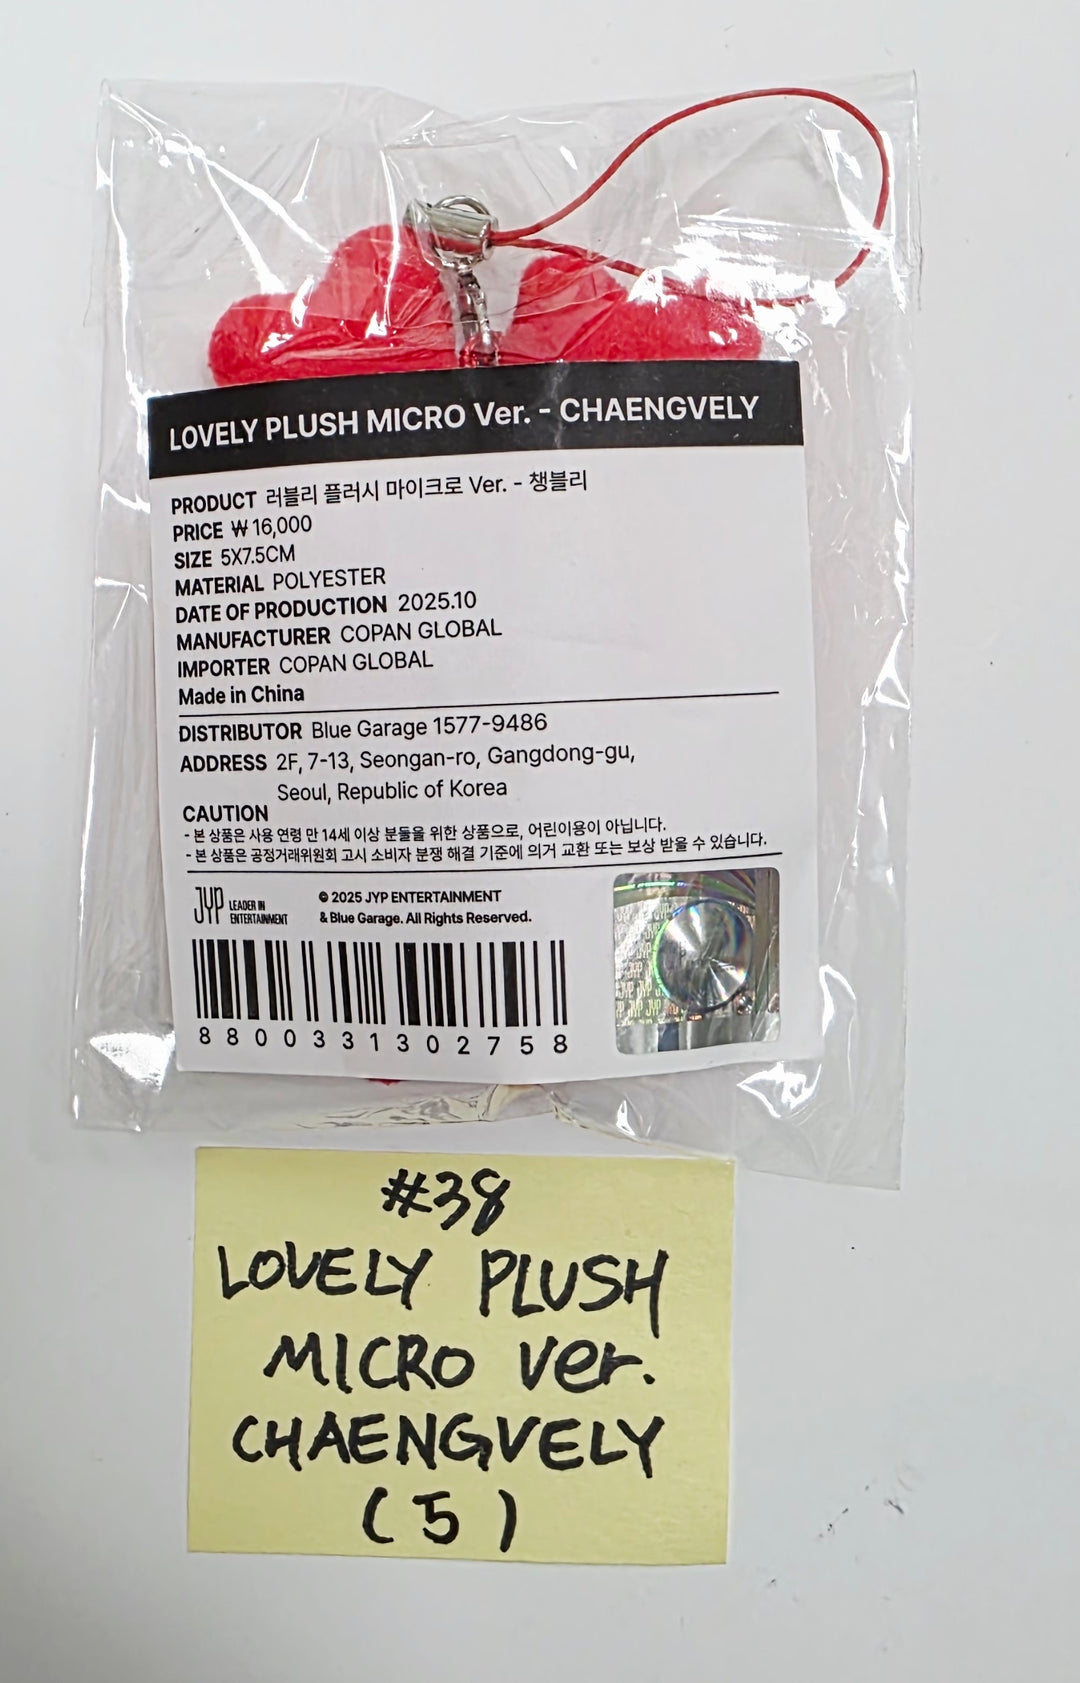 LOVELY PLUSH MICRO Ver. - CHAENGVELY
PRODUCT 러블리 플러시 마이크로 Ver. - 챙블리
PRICE ₩ 16,000
SIZE 5X7.5CM
MATERIAL POLYESTER
DATE OF PRODUCTION 2025.10
MANUFACTURER COPAN GLOBAL
IMPORTER COPAN GLOBAL
Made in China
DISTRIBUTOR Blue Garage 1577-9486
ADDRESS 2F, 7-13, Seongan-ro, Gangdong-gu,
Seoul, Republic of Korea
CAUTION
- 본 상품은 사용 연령 만 14세 이상 분들을 위한 상품으로, 어린이용이 아닙니다.
- 본 상품은 공정거래위원회 고시 소비자 분쟁 해결 기준에 의거 교환 또는 보상 받을 수 있습니다.
JYP LEADER IN
ENTERTAINMENT
© 2025 JYP ENTERTAINMENT
& Blue Garage. All Rights Reserved.
8800331302758
#38
LOVELY PLUSH
MICRO Ver.
CHAENGVELY
(5)